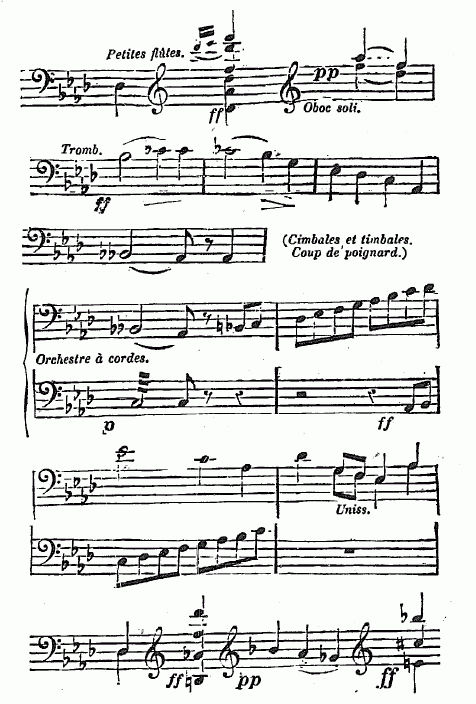 Petites flûtes.
pp
ff
Oboe soli.
Tromb.
ff
(Cimbales et timbales.
Coup de poignard.)
Orchestre à cordes.
p
ff
Uniss.
ff
pp
ff